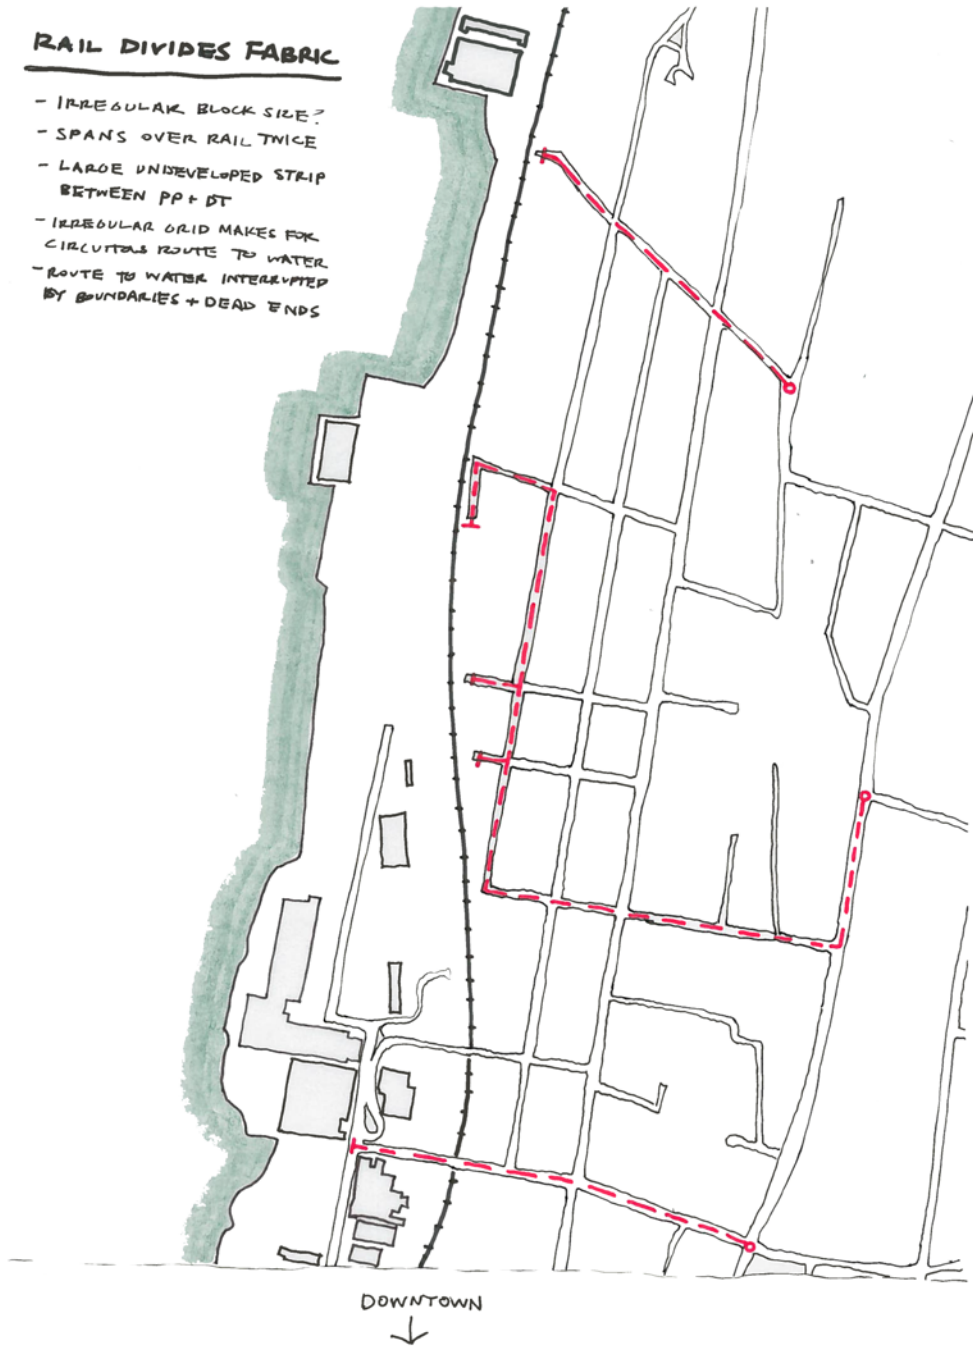 RAIL DIVIDES FABRIC
- IRREGULAR BLOCK SIZE?
- SPANS OVER RAIL TWICE
- LARGE UNDEVELOPED STRIP
BETWEEN PP + DT
- IRREGULAR GRID MAKES FOR
CIRCUITOUS ROUTE TO WATER
- ROUTE TO WATER INTERRUPTED
BY BOUNDARIES + DEAD ENDS
DOWNTOWN